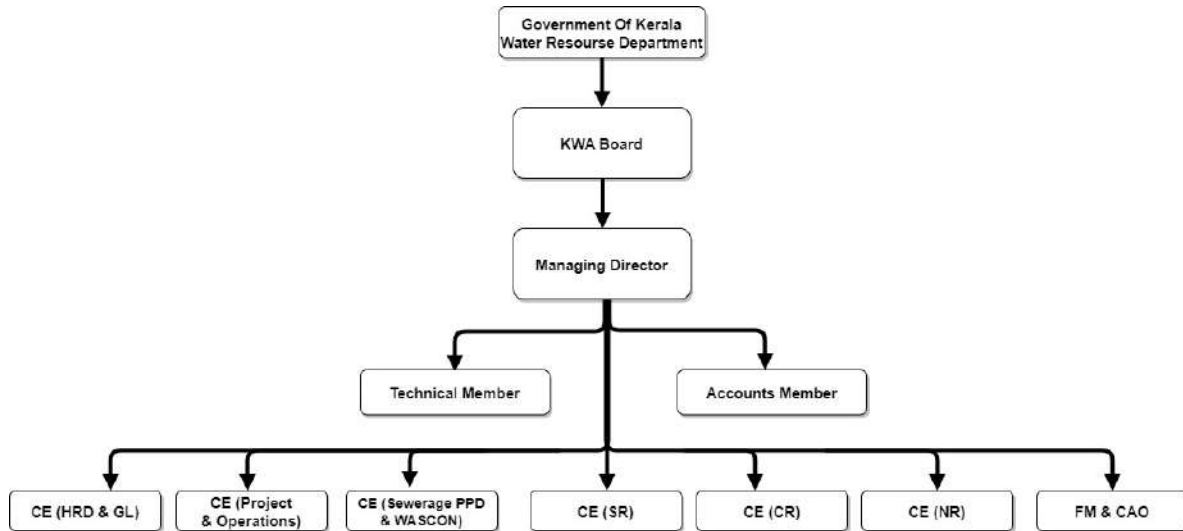 Government Of Kerala
Water Resourse Department
KWA Board
Managing Director
Technical Member
Accounts Member
CE (HRD & GL)
CE (Project
& Operations)
CE (Sewerage PPD
& WASCON)
CE (SR)
CE (CR)
CE (NR)
FM & CAO